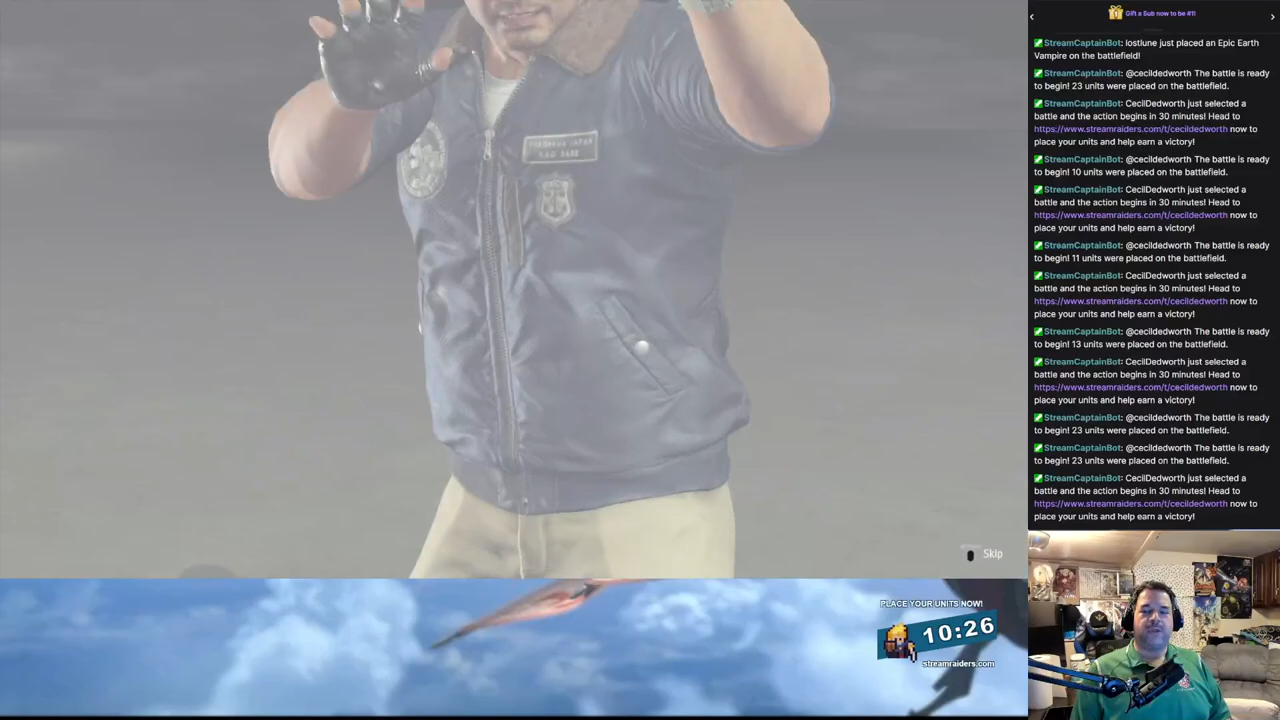 Gift a Sub now to be #1!
StreamCaptainBot: lostlune just placed an Epic Earth
Vampire on the battlefield!
StreamCaptainBot: @cecildedworth The battle is ready
to begin! 23 units were placed on the battlefield.
StreamCaptainBot: CecilDedworth just selected a
battle and the action begins in 30 minutes! Head to
https://www.streamraiders.com/t/cecildedworth now to
place your units and help earn a victory!
StreamCaptainBot: @cecildedworth The battle is ready
to begin! 10 units were placed on the battlefield.
StreamCaptainBot: CecilDedworth just selected a
battle and the action begins in 30 minutes! Head to
https://www.streamraiders.com/t/cecildedworth now to
place your units and help earn a victory!
StreamCaptainBot: @cecildedworth The battle is ready
to begin! 11 units were placed on the battlefield.
StreamCaptainBot: CecilDedworth just selected a
battle and the action begins in 30 minutes! Head to
https://www.streamraiders.com/t/cecildedworth now to
place your units and help earn a victory!
StreamCaptainBot: @cecildedworth The battle is ready
to begin! 13 units were placed on the battlefield.
StreamCaptainBot: CecilDedworth just selected a
battle and the action begins in 30 minutes! Head to
https://www.streamraiders.com/t/cecildedworth now to
place your units and help earn a victory!
StreamCaptainBot: @cecildedworth The battle is ready
to begin! 23 units were placed on the battlefield.
StreamCaptainBot: @cecildedworth The battle is ready
to begin! 23 units were placed on the battlefield.
StreamCaptainBot: CecilDedworth just selected a
battle and the action begins in 30 minutes! Head to
https://www.streamraiders.com/t/cecildedworth now to
place your units and help earn a victory!
Skip
PLACE YOUR UNITS NOW!
10:26
streamraiders.com